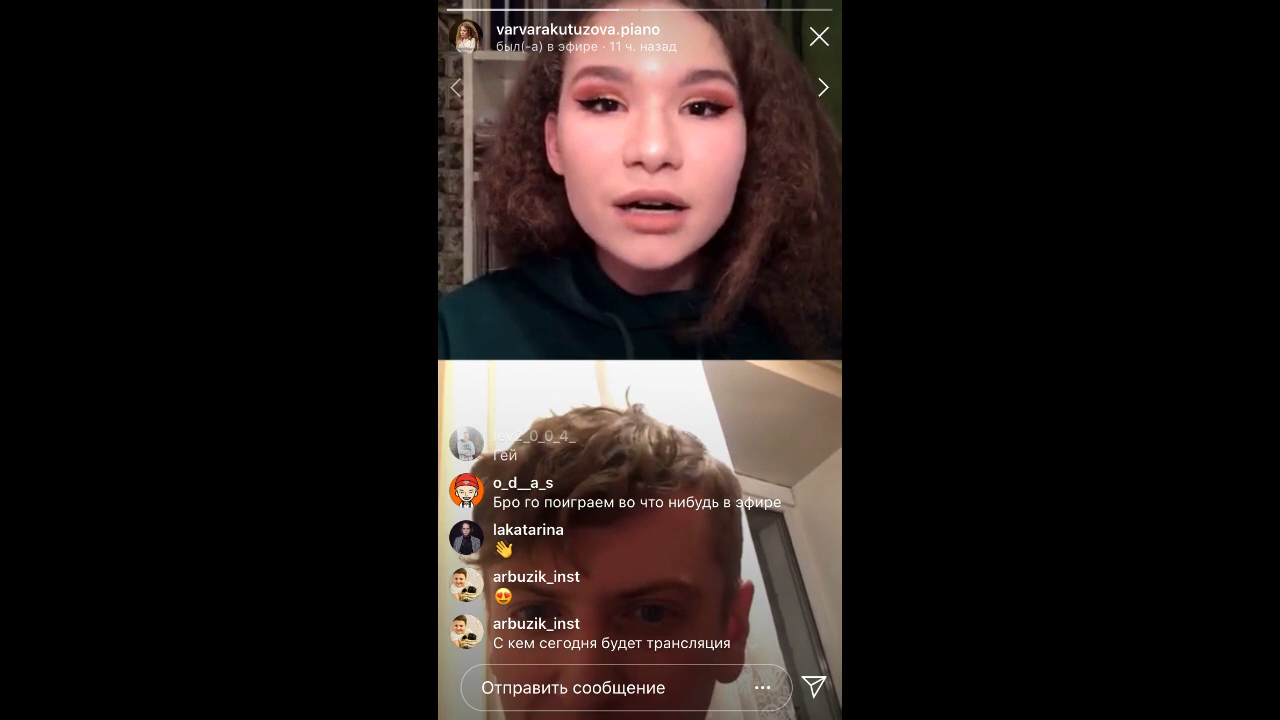 varvarakutuzova.piano
был(-а) в эфире · 11 ч. назад
Гей
o_d__a_s
Бро го поиграем во что нибудь в эфире
lakatarina
arbuzik_inst
arbuzik_inst
С кем сегодня будет трансляция
Отправить сообщение